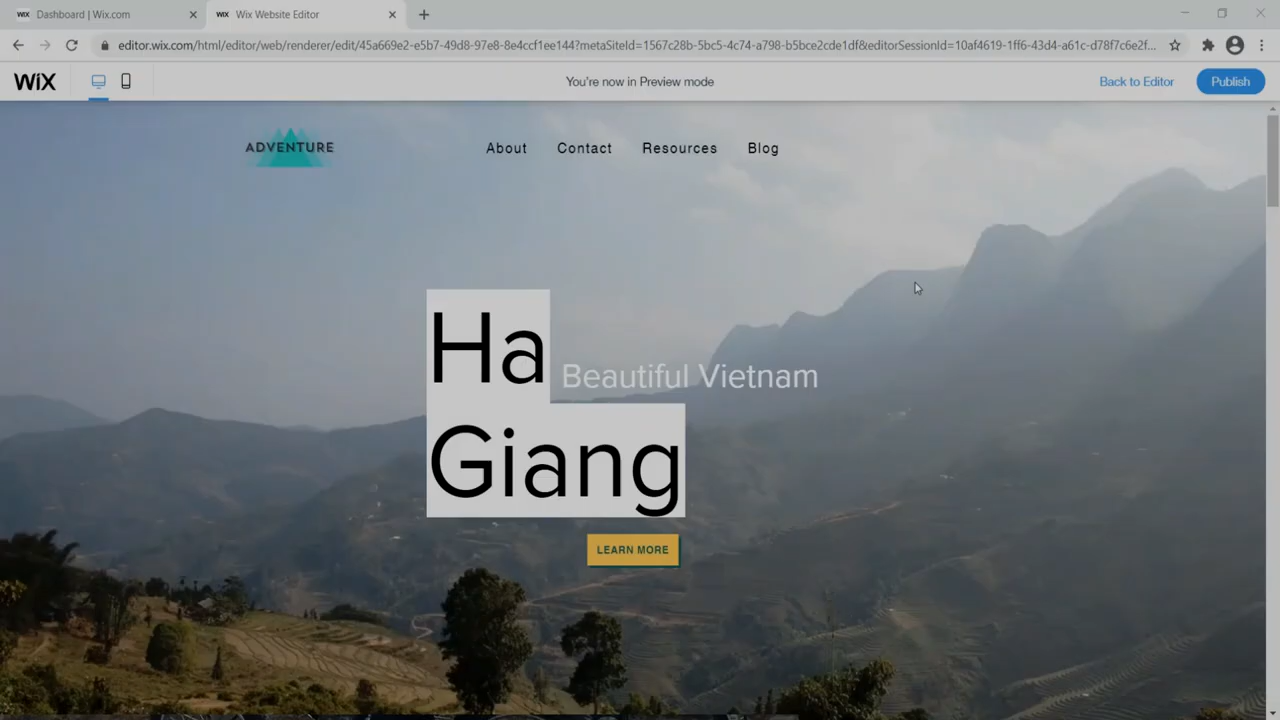 WiX Dashboard | Wix.com
WiX Wix Website Editor
editor.wix.com/html/editor/web/renderer/edit/45a669e2-e5b7-49d8-97e8-8e4ccf1ee144?metaSiteId=1567c28b-5bc5-4c74-a798-b5bce2cde1df&editorSessionId=10af4619-1ff6-43d4-a61c-d78f7c6e2f...
WiX
You're now in Preview mode
Back to Editor
Publish
ADVENTURE
About Contact Resources Blog
Ha
Giang
Beautiful Vietnam
LEARN MORE